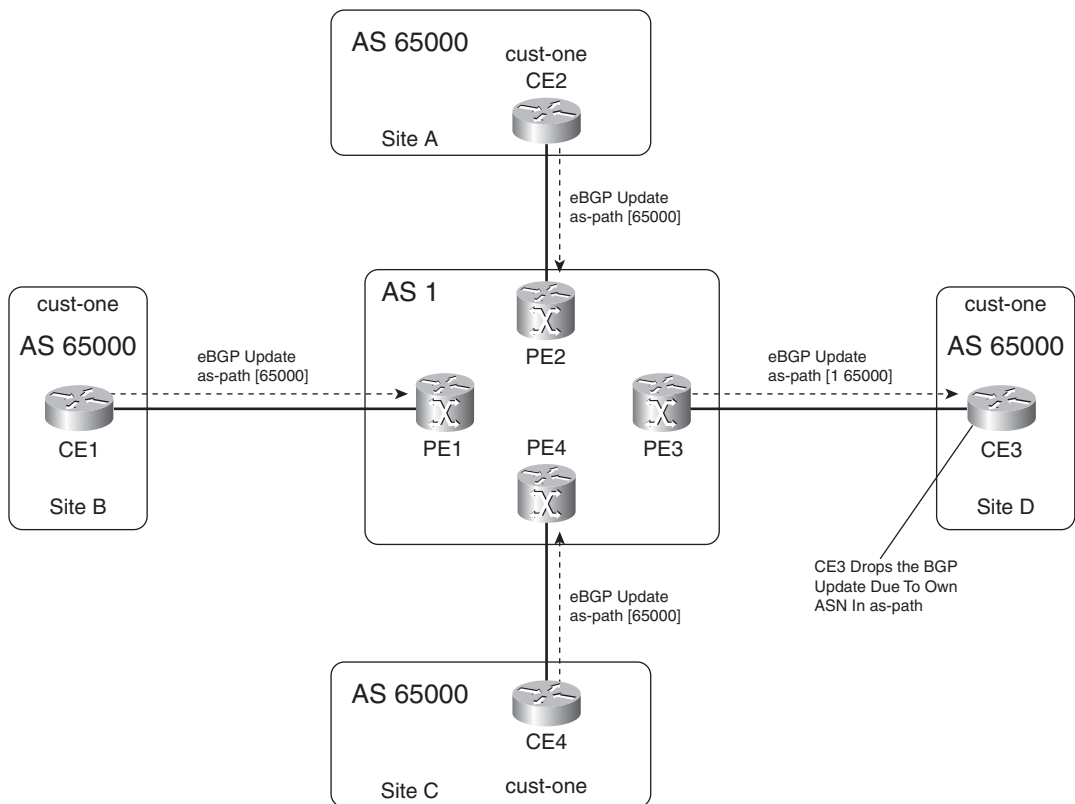 AS 65000
cust-one
CE2
Site A
eBGP Update
as-path [65000]
AS 1
PE2
cust-one
AS 65000
CE1
Site B
eBGP Update
as-path [65000]
PE1
PE4
PE3
eBGP Update
as-path [1 65000]
cust-one
AS 65000
CE3
Site D
CE3 Drops the BGP
Update Due To Own
ASN In as-path
eBGP Update
as-path [65000]
AS 65000
CE4
Site C
cust-one